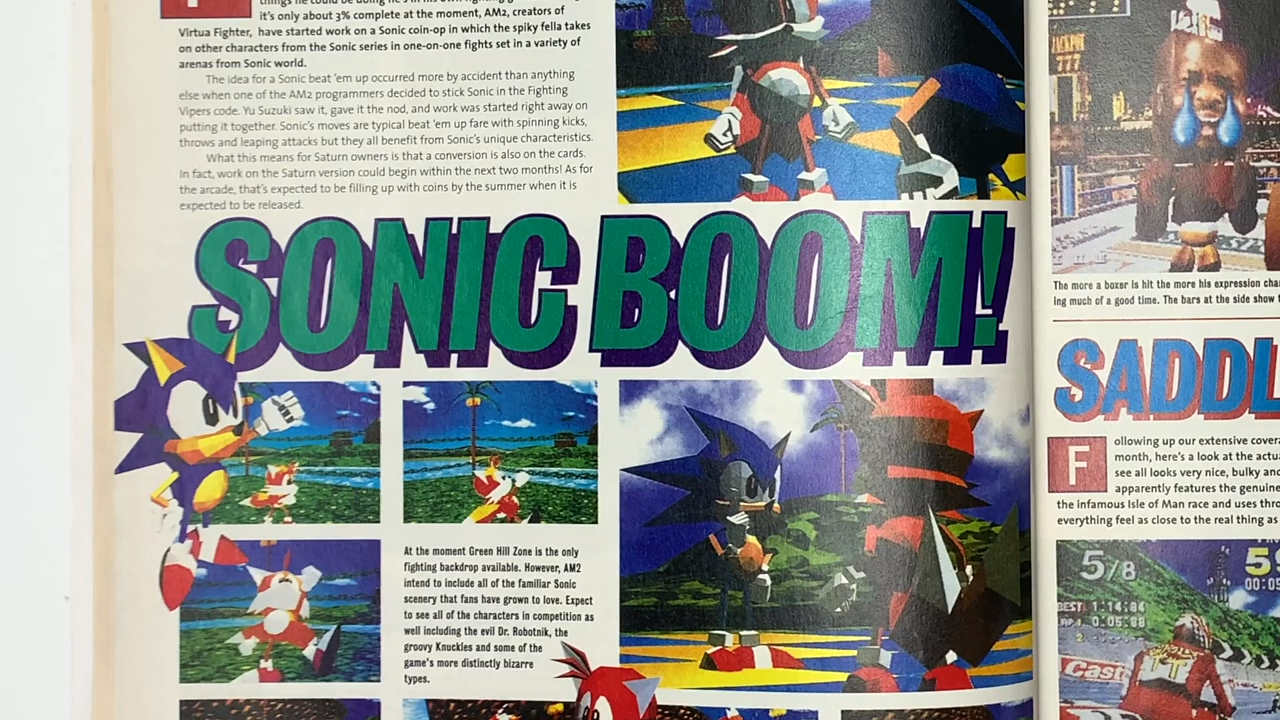 it's only about 3% complete at the moment, AM2, creators of
Virtua Fighter, have started work on a Sonic coin-op in which the spiky fella takes
on other characters from the Sonic series in one-on-one fights set in a variety of
arenas from Sonic world.
The idea for a Sonic beat 'em up occurred more by accident than anything
else when one of the AM2 programmers decided to stick Sonic in the Fighting
Vipers code. Yu Suzuki saw it, gave it the nod, and work was started right away on
putting it together. Sonic's moves are typical beat 'em up fare with spinning kicks,
throws and leaping attacks but they all benefit from Sonic's unique characteristics.
What this means for Saturn owners is that a conversion is also on the cards.
In fact, work on the Saturn version could begin within the next two months! As for
the arcade, that's expected to be filling up with coins by the summer when it is
expected to be released.
SONIC BOOM!
At the moment Green Hill Zone is the only
fighting backdrop available. However, AM2
intend to include all of the familiar Sonic
scenery that fans have grown to love. Expect
to see all of the characters in competition as
well including the evil Dr. Robotnik, the
groovy Knuckles and some of the
game's more distinctly bizarre
types.
JACKPOT
777
The more a boxer is hit the more his expression
ing much of a good time. The bars at the side show
SADDL
F
ollowing up our extensive
month, here's a look at the
see all looks very nice, bulky and
apparently features the genuine
the infamous Isle of Man race and uses
everything feel as close to the real thing as
5/8
5
BEST 1:14:84
0:05:88
2